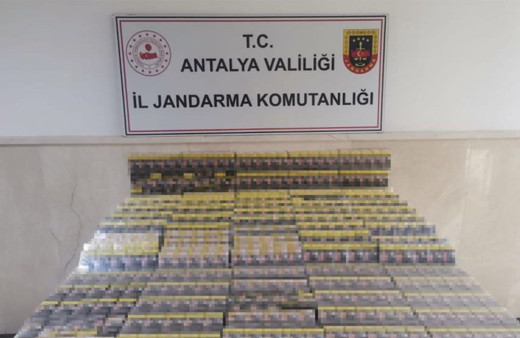 T.C.
ANTALYA VALİLİĞİ
İL JANDARMA KOMUTANLIĞI